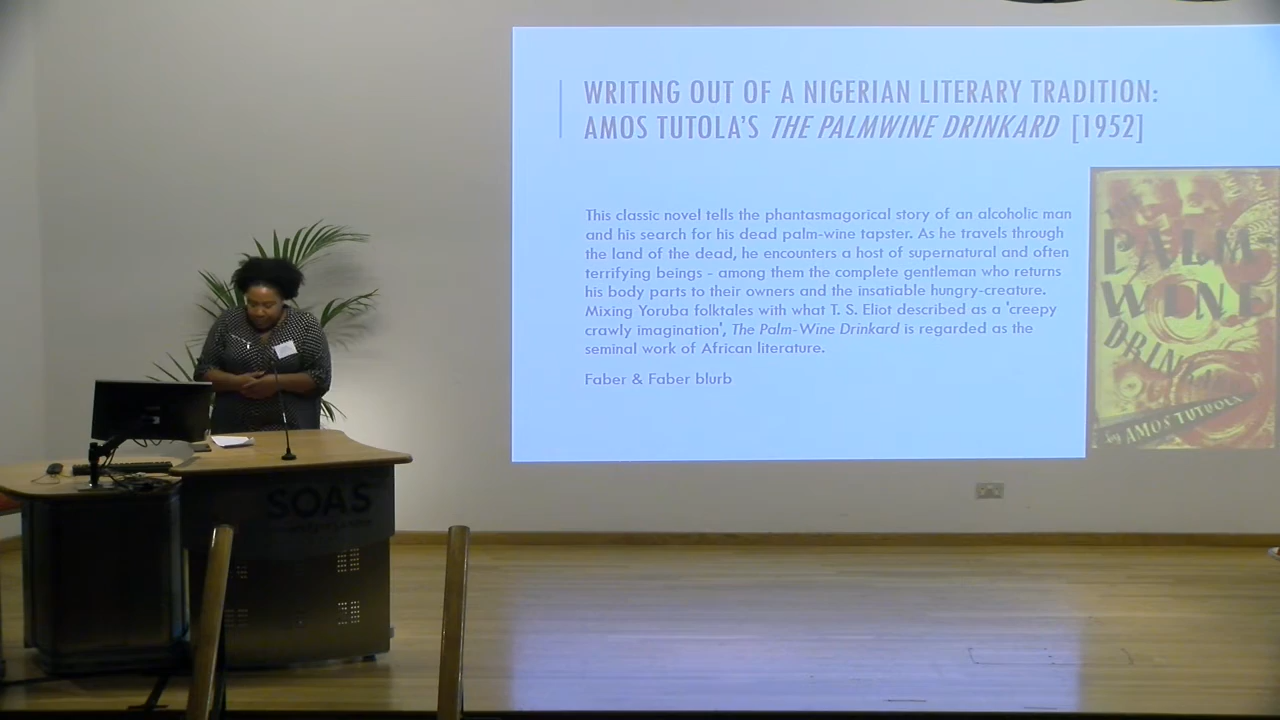 WRITING OUT OF A NIGERIAN LITERARY TRADITION:
AMOS TUTOLA'S THE PALMWINE DRINKARD [1952]
This classic novel tells the phantasmagorical story of an alcoholic man
and his search for his dead palm-wine tapster. As he travels through
the land of the dead, he encounters a host of supernatural and often
terrifying beings - among them the complete gentleman who returns
his body parts to their owners and the insatiable hungry-creature.
Mixing Yoruba folktales with what T. S. Eliot described as a 'creepy
crawly imagination', The Palm-Wine Drinkard is regarded as the
seminal work of African literature.
Faber & Faber blurb
PALM
WINE
DRINKARD
by AMOS TUTUOLA
SOAS